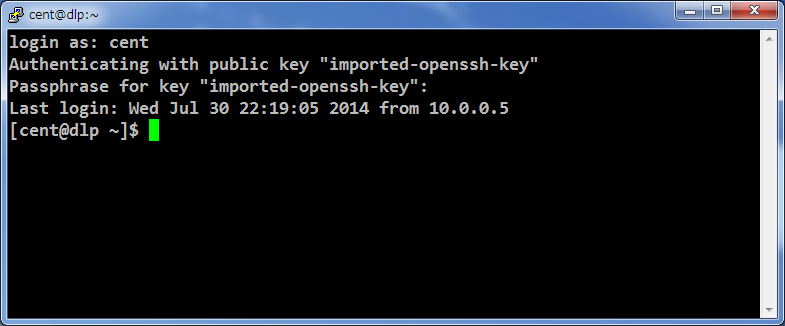 cent@dlp:~
login as: cent
Authenticating with public key "imported-openssh-key"
Passphrase for key "imported-openssh-key":
Last login: Wed Jul 30 22:19:05 2014 from 10.0.0.5
[cent@dlp ~]$